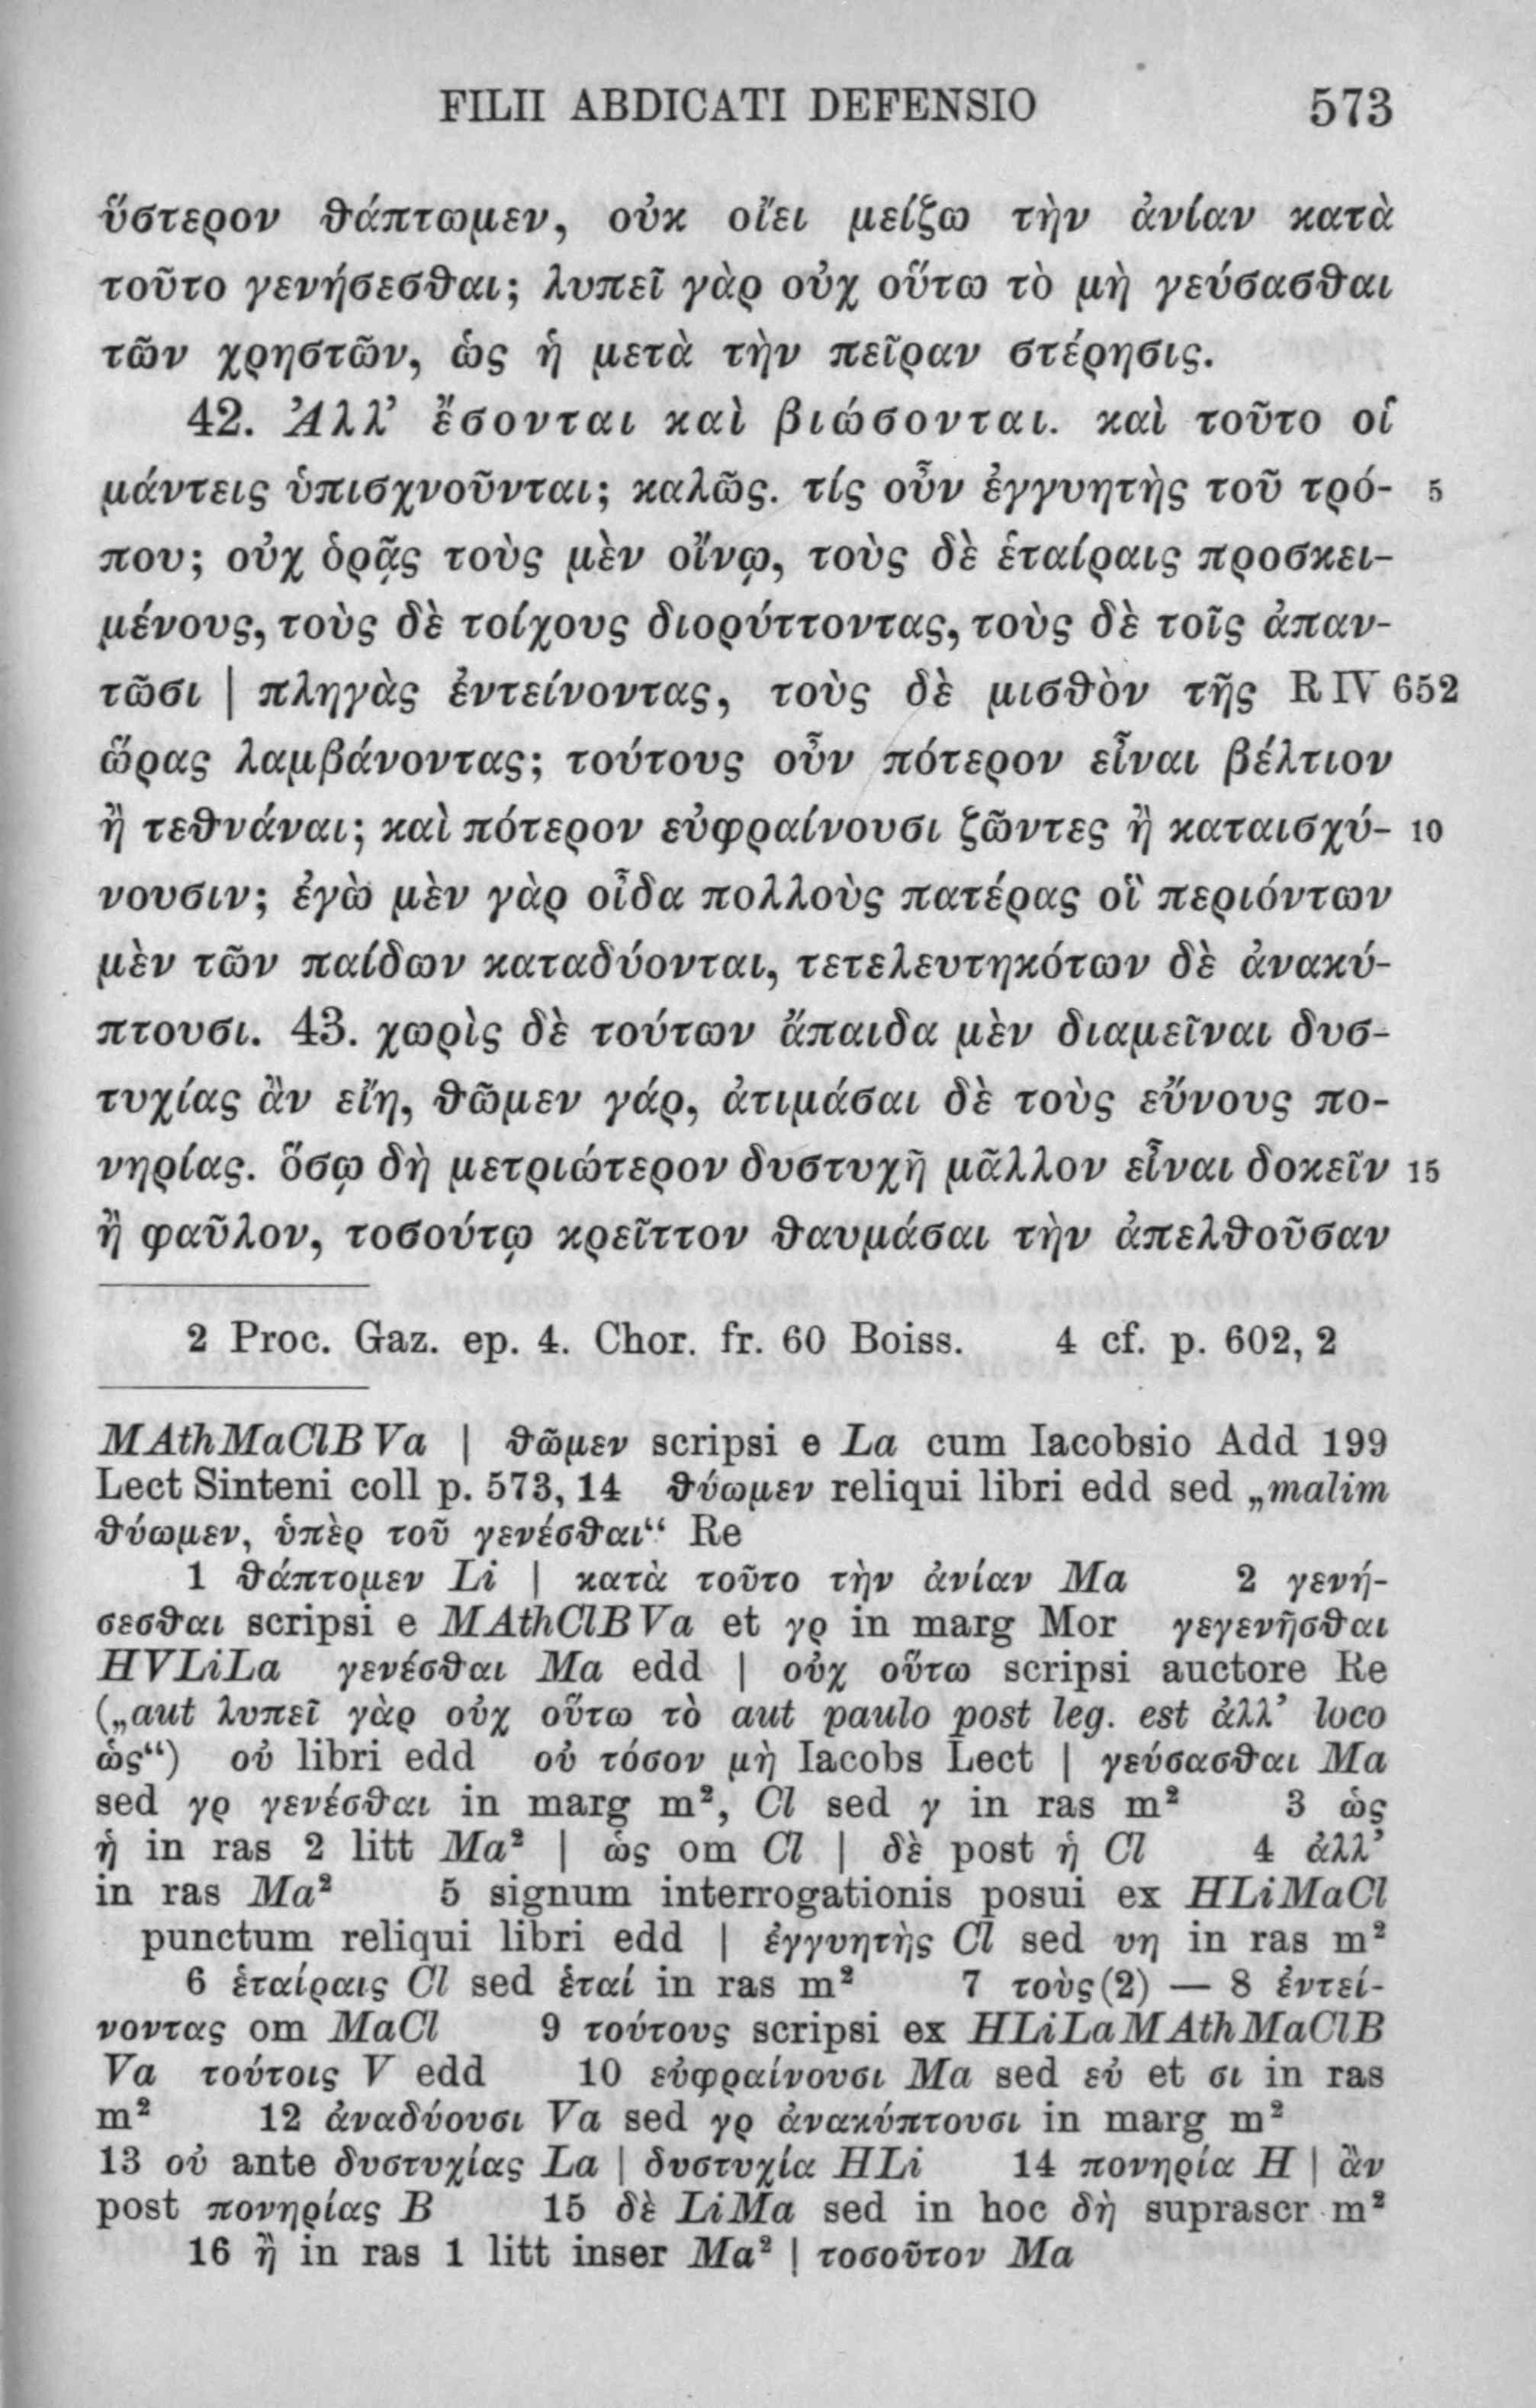 FILII ABDICATI DEFENSIO 573
ὕστερον θάπτωμεν, οὐκ οἴει μείζω τὴν ἀνίαν κατὰ
τοῦτο γενήσεσθαι; λυπεῖ γὰρ οὐχ οὕτω τὸ μὴ γεύσασθαι
τῶν χρηστῶν, ὡς ἡ μετὰ τὴν πεῖραν στέρησις.
42. Ἀλλ’ ἔσονται καὶ βιώσονται. καὶ τοῦτο οἱ
μάντεις ὑπισχνοῦνται; καλῶς. τίς οὖν ἐγγυητὴς τοῦ τρό- 5
που; οὐχ ὁρᾷς τοὺς μὲν οἴνῳ, τοὺς δὲ ἑταίραις προσκει-
μένους, τοὺς δὲ τοίχους διορύττοντας, τοὺς δὲ τοῖς ἀπαν-
τῶσι | πληγὰς ἐντείνοντας, τοὺς δὲ μισθὸν τῆς R IV 652
ὥρας λαμβάνοντας; τούτους οὖν πότερον εἶναι βέλτιον
ἢ τεθνάναι; καὶ πότερον εὐφραίνουσι ζῶντες ἢ καταισχύ- 10
νουσιν; ἐγὼ μὲν γὰρ οἶδα πολλοὺς πατέρας οἳ περιόντων
μὲν τῶν παίδων καταδύονται, τετελευτηκότων δὲ ἀνακύ-
πτουσι. 43. χωρὶς δὲ τούτων ἄπαιδα μὲν διαμεῖναι δυσ-
τυχίας ἂν εἴη, θῶμεν γάρ, ἀτιμάσαι δὲ τοὺς εὔνους πο-
νηρίας. ὅσῳ δὴ μετριώτερον δυστυχῆ μᾶλλον εἶναι δοκεῖν 15
ἢ φαῦλον, τοσούτῳ κρεῖττον θαυμάσαι τὴν ἀπελθοῦσαν
2 Proc. Gaz. ep. 4. Chor. fr. 60 Boiss. 4 cf. p. 602, 2
MAthMaClBVa | θῶμεν scripsi e La cum Iacobsio Add 199
Lect Sinteni coll p. 573, 14 θύωμεν reliqui libri edd sed „malim
θύωμεν, ὑπὲρ τοῦ γενέσθαι“ Re
1 θάπτομεν Li | κατὰ τοῦτο τὴν ἀνίαν Ma 2 γενή-
σεσθαι scripsi e MAthClBVa et γρ in marg Mor γεγενῆσθαι
HVLiLa γενέσθαι Ma edd | οὐχ οὕτω scripsi auctore Re
(„aut λυπεῖ γὰρ οὐχ οὕτω τὸ aut paulo post leg. est ἀλλ’ loco
ὡς“) οὐ libri edd οὐ τόσον μὴ Iacobs Lect | γεύσασθαι Ma
sed γρ γενέσθαι in marg m², Cl sed γ in ras m² 3 ὡς
ἡ in ras 2 litt Ma² | ὡς om Cl | δὲ post ἡ Cl 4 ἀλλ’
in ras Ma² 5 signum interrogationis posui ex HLiMaCl
punctum reliqui libri edd | ἐγγυητὴς Cl sed υη in ras m²
6 ἑταίραις Cl sed ἑταί in ras m² 7 τοὺς(2) — 8 ἐντεί-
νοντας om MaCl 9 τούτους scripsi ex HLiLaMAthMaClB
Va τούτοις V edd 10 εὐφραίνουσι Ma sed εὐ et σι in ras
m² 12 ἀναδύουσι Va sed γρ ἀνακύπτουσι in marg m²
13 οὐ ante δυστυχίας La | δυστυχία HLi 14 πονηρία H | ἂν
post πονηρίας B 15 δὲ LiMa sed in hoc δὴ suprascr m²
16 ἢ in ras 1 litt inser Ma² | τοσοῦτον Ma